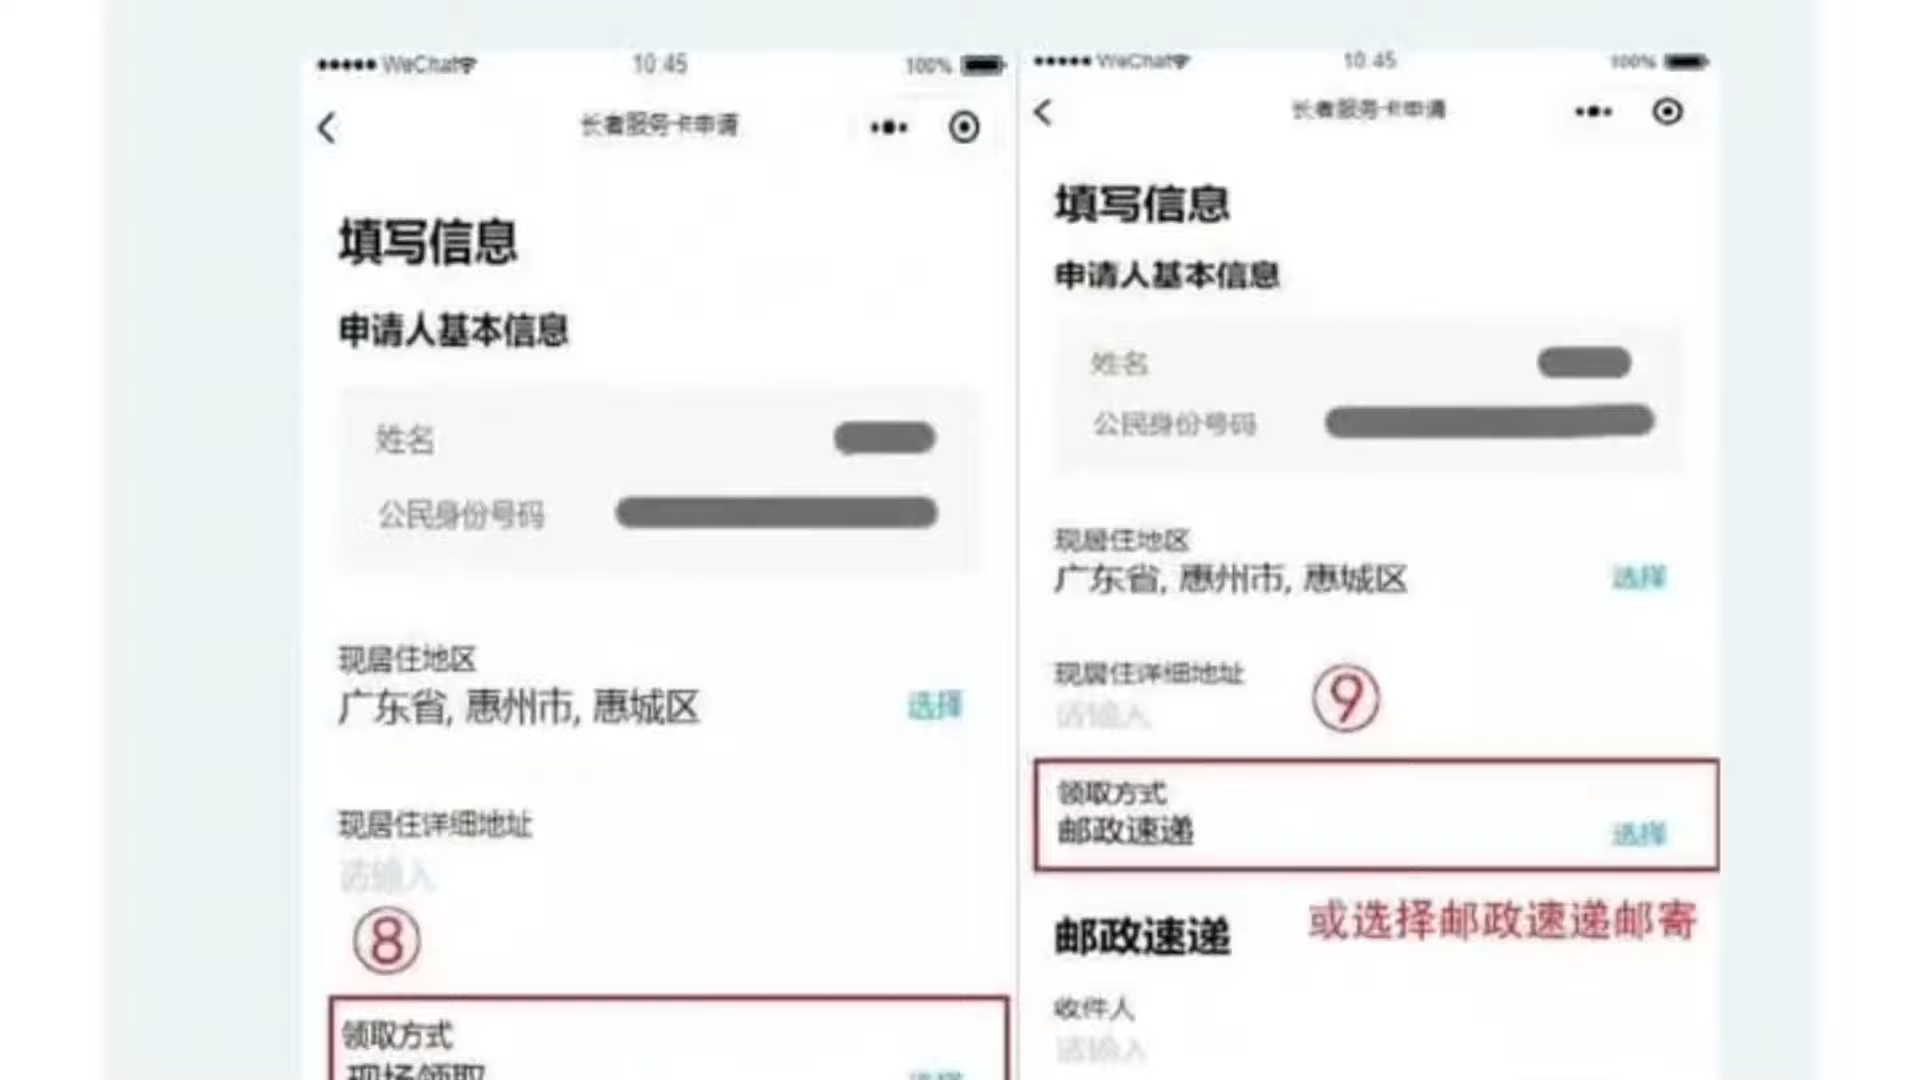 WeChat
10:45
100%
长者服务卡申请
填写信息
申请人基本信息
姓名
公民身份号码
现居住地区
广东省, 惠州市, 惠城区
选择
现居住详细地址
请输入
⑧
领取方式
现场领取
选择
WeChat
10:45
100%
长者服务卡申请
填写信息
申请人基本信息
姓名
公民身份号码
现居住地区
广东省, 惠州市, 惠城区
选择
现居住详细地址
请输入
⑨
领取方式
邮政速递
选择
或选择邮政速递邮寄
邮政速递
收件人
请输入